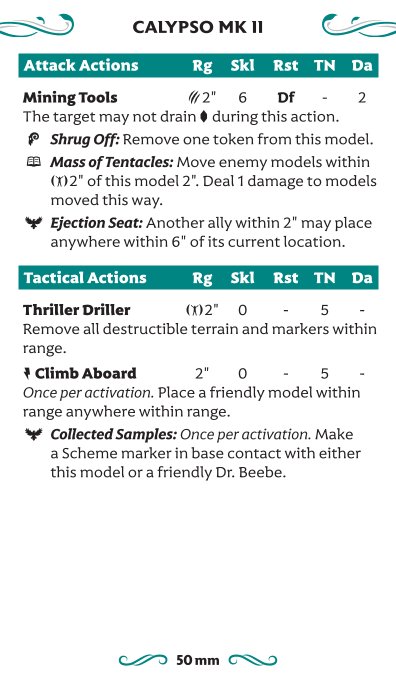 CALYPSO MK II
Attack Actions Rg Skl Rst TN Da
Mining Tools 2" 6 Df - 2
The target may not drain during this action.
Shrug Off: Remove one token from this model.
Mass of Tentacles: Move enemy models within
2" of this model 2". Deal 1 damage to models
moved this way.
Ejection Seat: Another ally within 2" may place
anywhere within 6" of its current location.
Tactical Actions Rg Skl Rst TN Da
Thriller Driller 2" 0 - 5 -
Remove all destructible terrain and markers within
range.
Climb Aboard 2" 0 - 5 -
Once per activation. Place a friendly model within
range anywhere within range.
Collected Samples: Once per activation. Make
a Scheme marker in base contact with either
this model or a friendly Dr. Beebe.
50 mm